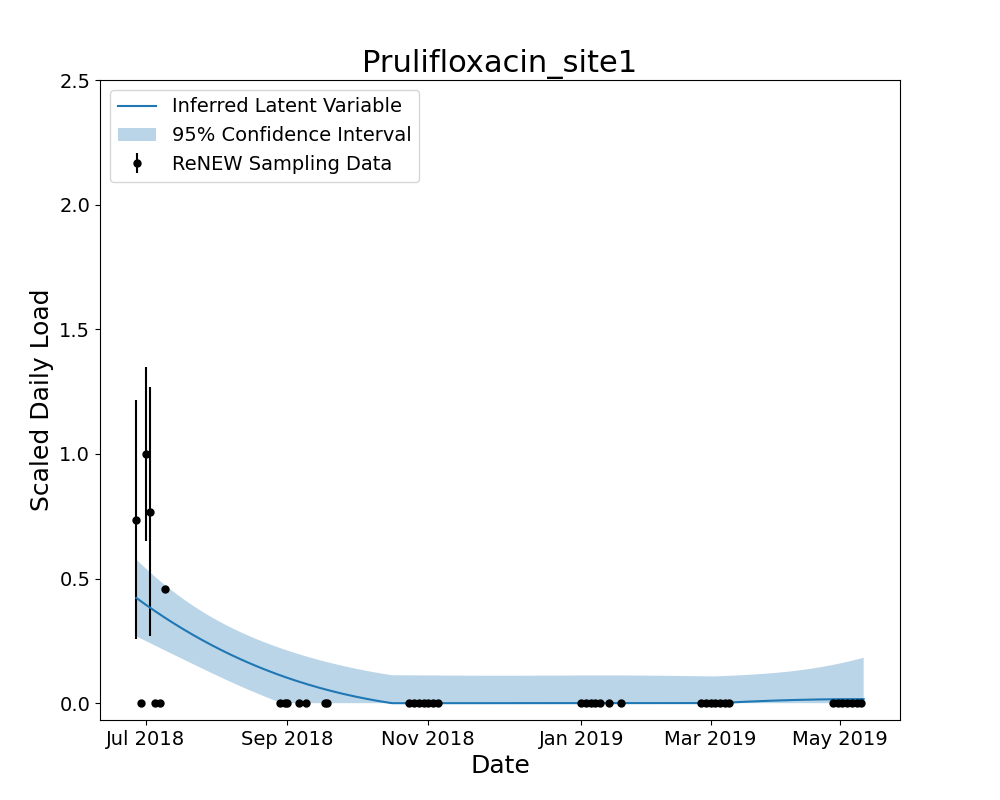 Prulifloxacin_site1
2.5
Inferred Latent Variable
95% Confidence Interval
ReNEW Sampling Data
2.0
1.5
1.0
0.5
0.0
Scaled Daily Load
Jul 2018 Sep 2018 Nov 2018 Jan 2019 Mar 2019 May 2019
Date